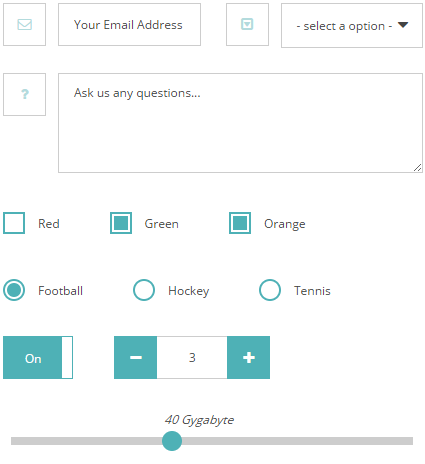 Your Email Address
- select a option -
?
Ask us any questions...
Red Green Orange
Football Hockey Tennis
On
3
40 Gygabyte